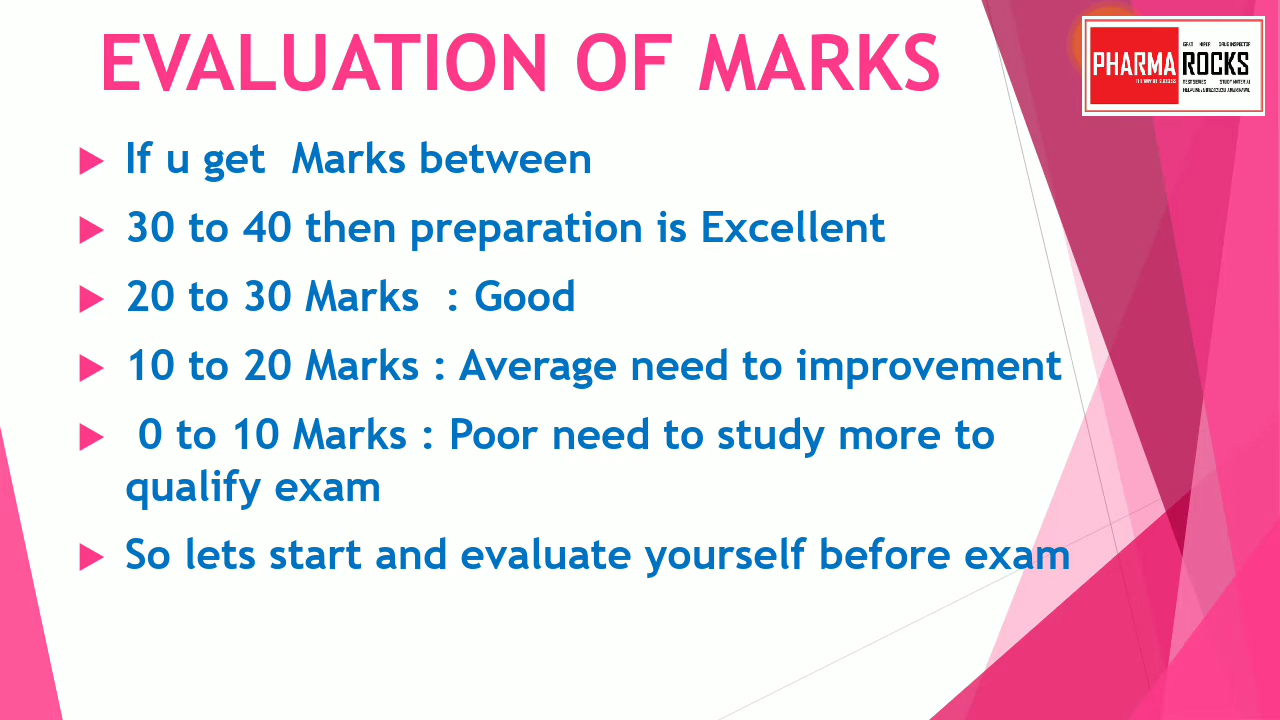 EVALUATION OF MARKS
PHARMA ROCKS
If u get Marks between
30 to 40 then preparation is Excellent
20 to 30 Marks : Good
10 to 20 Marks : Average need to improvement
0 to 10 Marks : Poor need to study more to
qualify exam
So lets start and evaluate yourself before exam